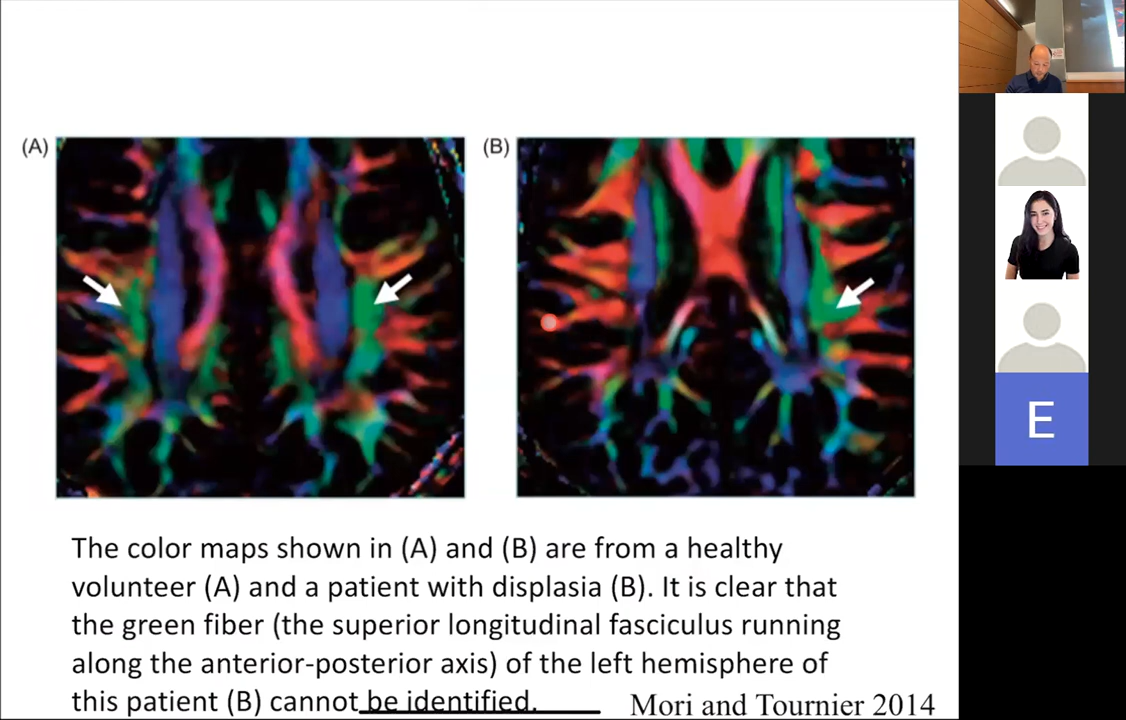 (A)
(B)
The color maps shown in (A) and (B) are from a healthy
volunteer (A) and a patient with displasia (B). It is clear that
the green fiber (the superior longitudinal fasciculus running
along the anterior-posterior axis) of the left hemisphere of
this patient (B) cannot be identified.
Mori and Tournier 2014
E